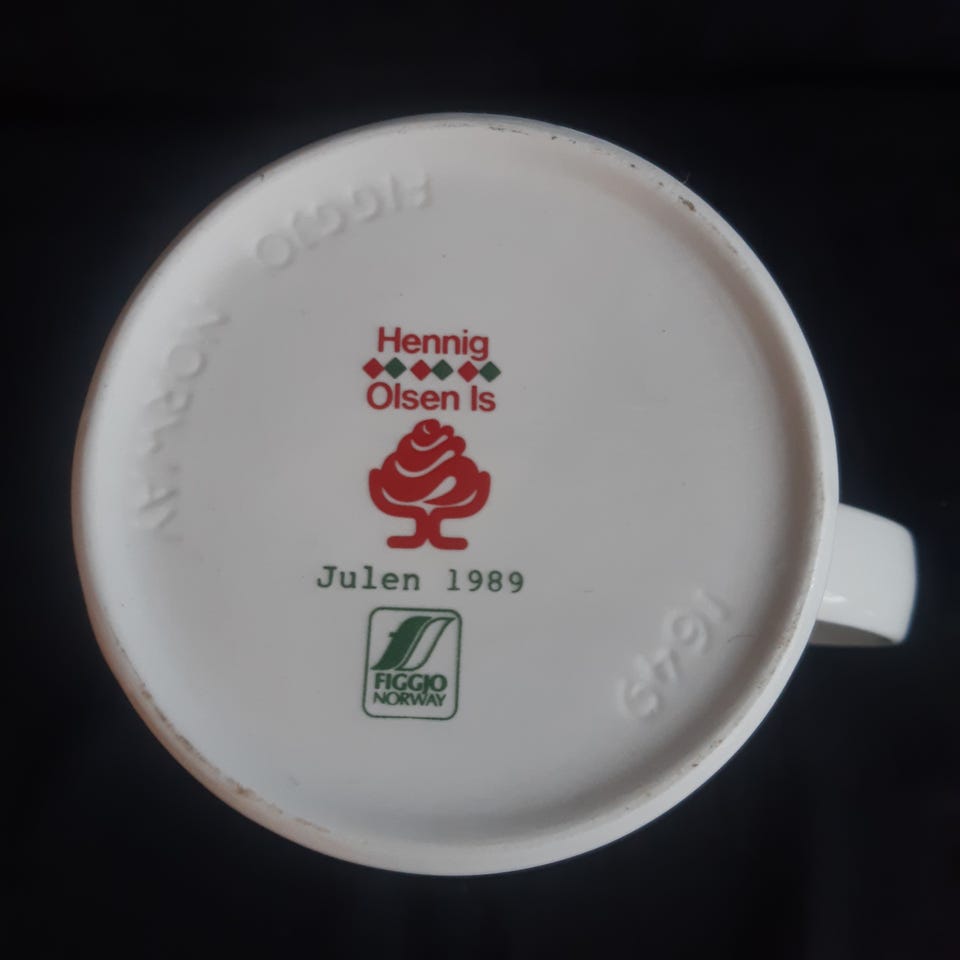 FIGGJO
NORWAY
Hennig
Olsen Is
Julen 1989
FIGGJO
NORWAY
1649